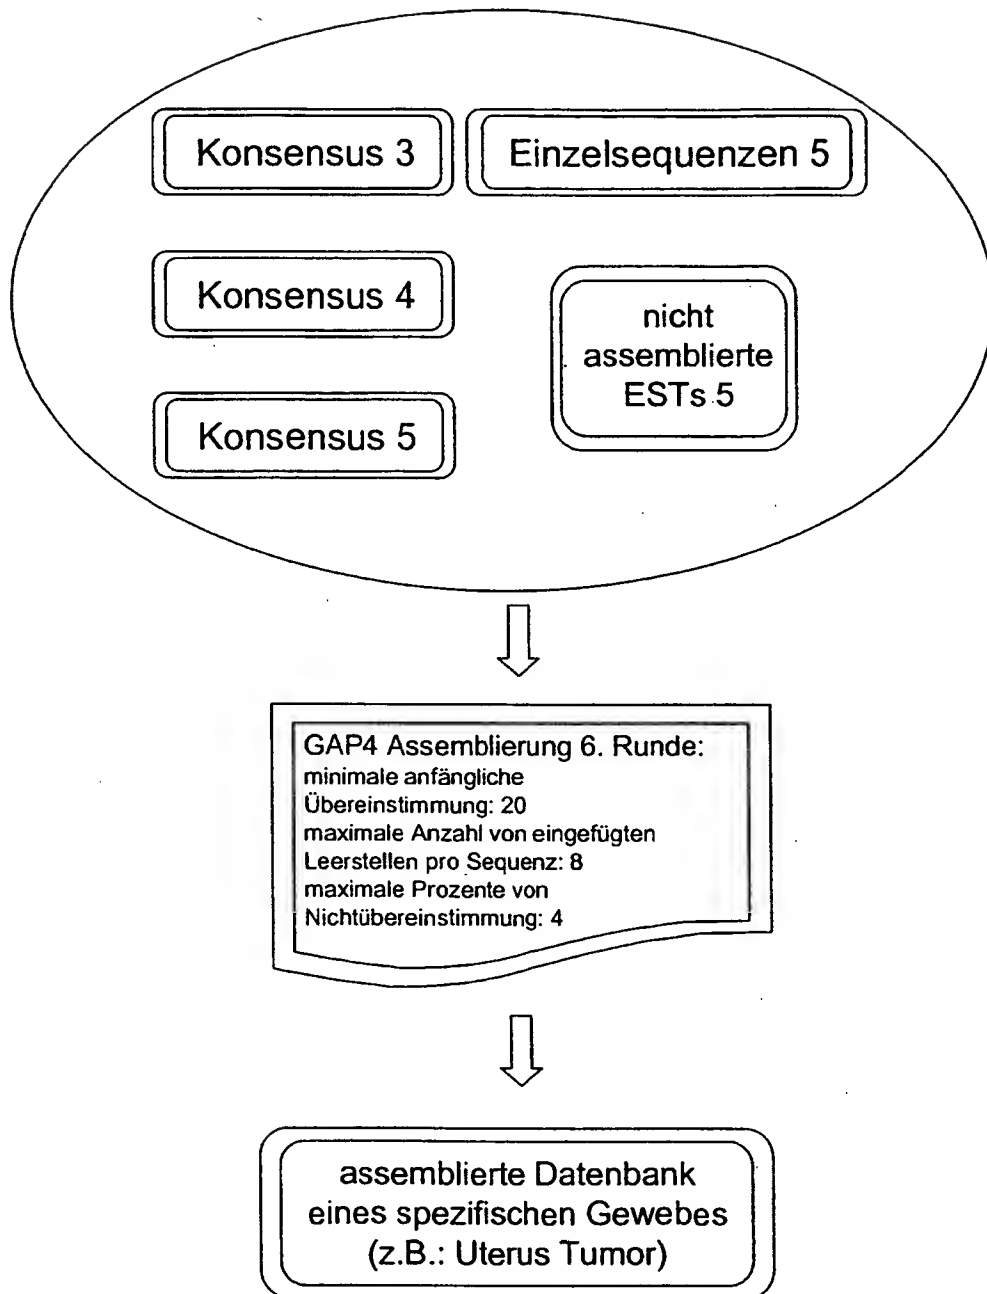 Konsensus 3
Einzelsequenzen 5
Konsensus 4
nicht
assemblierte
ESTs 5
Konsensus 5
GAP4 Assemblierung 6. Runde:
minimale anfängliche
Übereinstimmung: 20
maximale Anzahl von eingefügten
Leerstellen pro Sequenz: 8
maximale Prozente von
Nichtübereinstimmung: 4
assemblierte Datenbank
eines spezifischen Gewebes
(z.B.: Uterus Tumor)